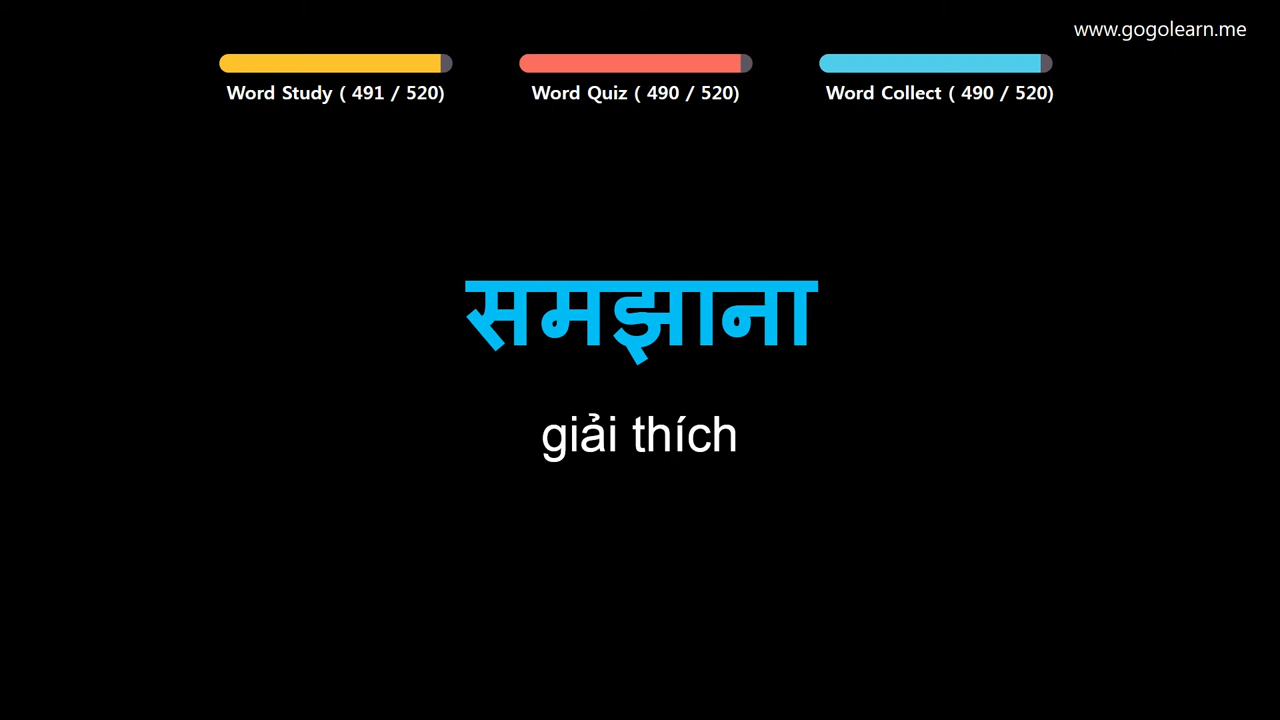 www.gogolearn.me
Word Study ( 491 / 520)
Word Quiz ( 490 / 520)
Word Collect ( 490 / 520)
समझाना
giải thích